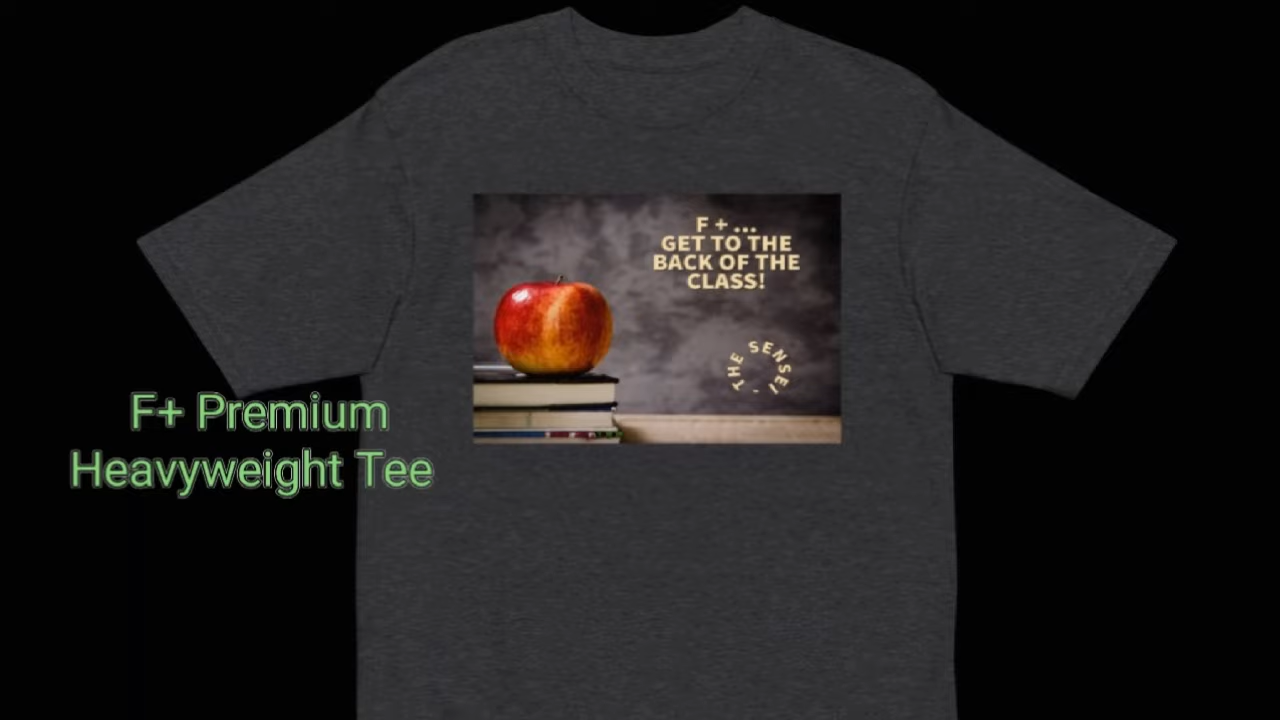 F + ...
GET TO THE
BACK OF THE
CLASS!
THE SENSEI -
F+ Premium
Heavyweight Tee